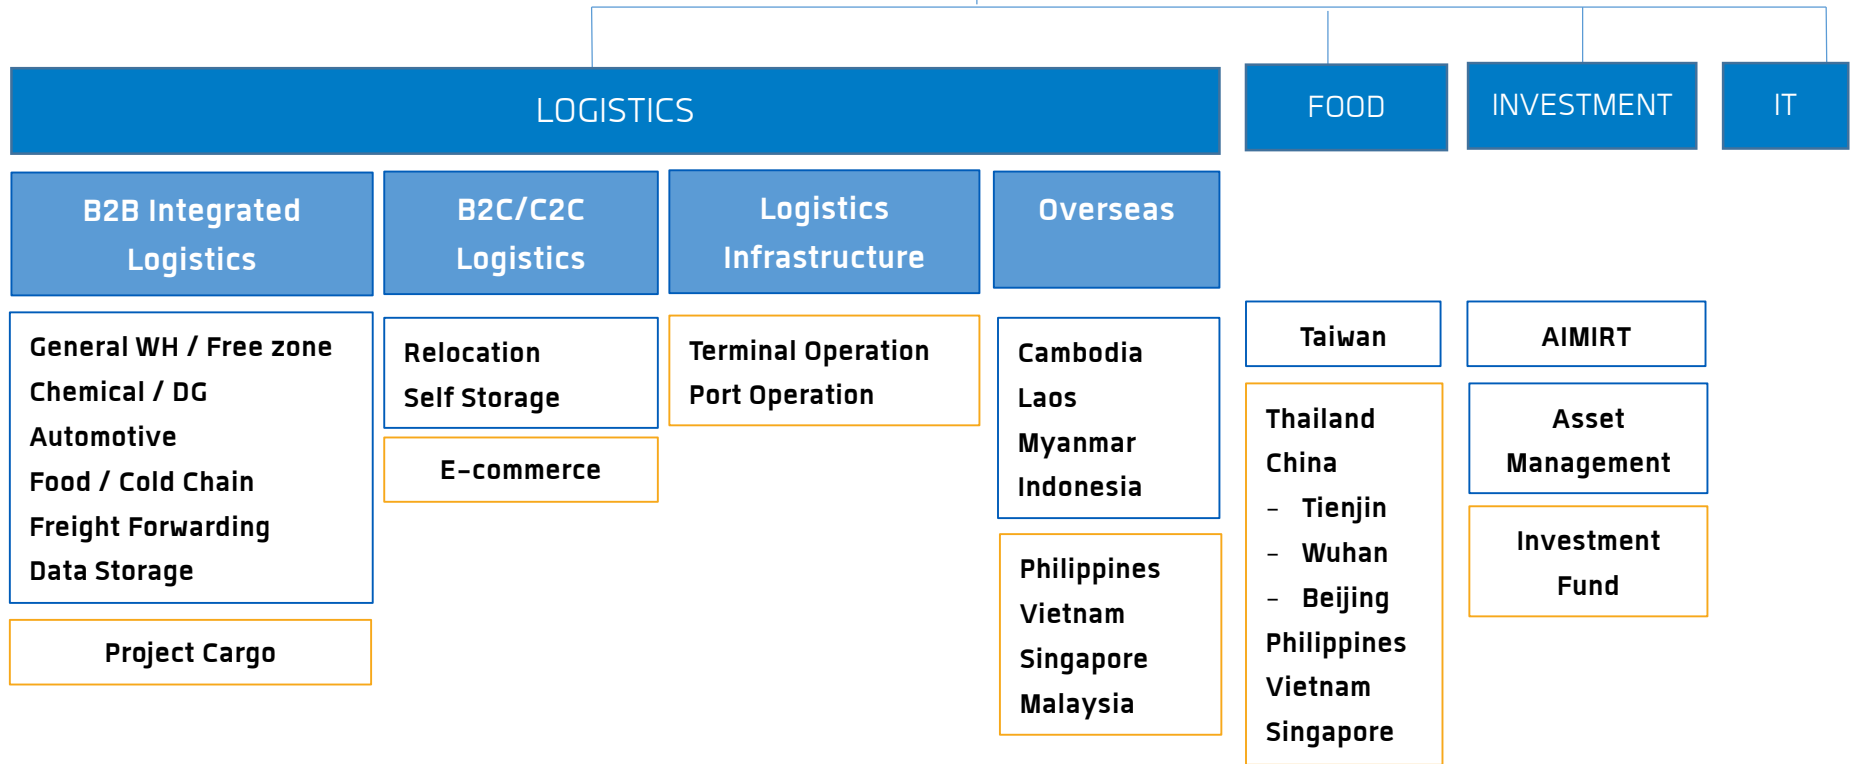 LOGISTICS
FOOD
INVESTMENT
IT
B2B Integrated
Logistics
B2C/C2C
Logistics
Logistics
Infrastructure
Overseas
General WH / Free zone
Chemical / DG
Automotive
Food / Cold Chain
Freight Forwarding
Data Storage
Project Cargo
Relocation
Self Storage
E-commerce
Terminal Operation
Port Operation
Cambodia
Laos
Myanmar
Indonesia
Philippines
Vietnam
Singapore
Malaysia
Taiwan
Thailand
China
- Tienjin
- Wuhan
- Beijing
Philippines
Vietnam
Singapore
AIMIRT
Asset
Management
Investment
Fund